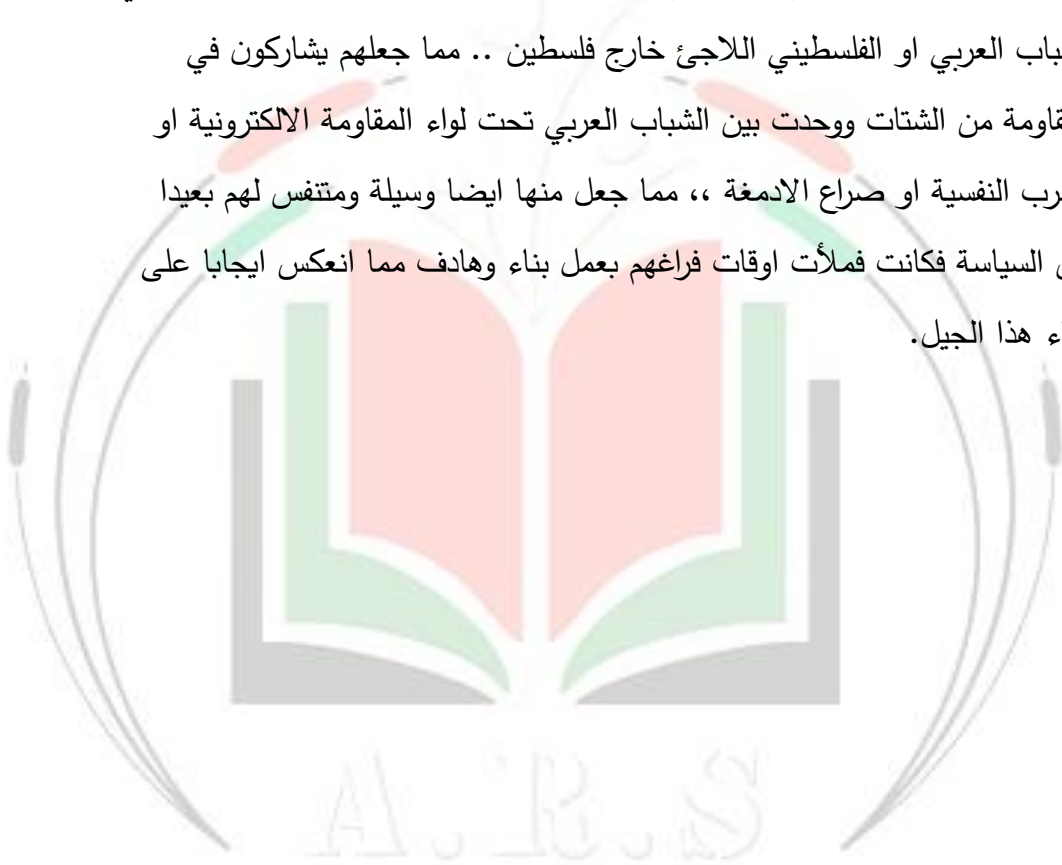 باب العربي او الفلسطيني اللاجئ خارج فلسطين .. مما جعلهم يشاركون في
قاومة من الشتات ووحدت بين الشباب العربي تحت لواء المقاومة الالكترونية او
رب النفسية او صراع الادمغة ،، مما جعل منها ايضا وسيلة ومتنفس لهم بعيدا
السياسة فكانت فملأت اوقات فراغهم بعمل بناء وهادف مما انعكس ايجابا على
ء هذا الجيل.
A.R.S